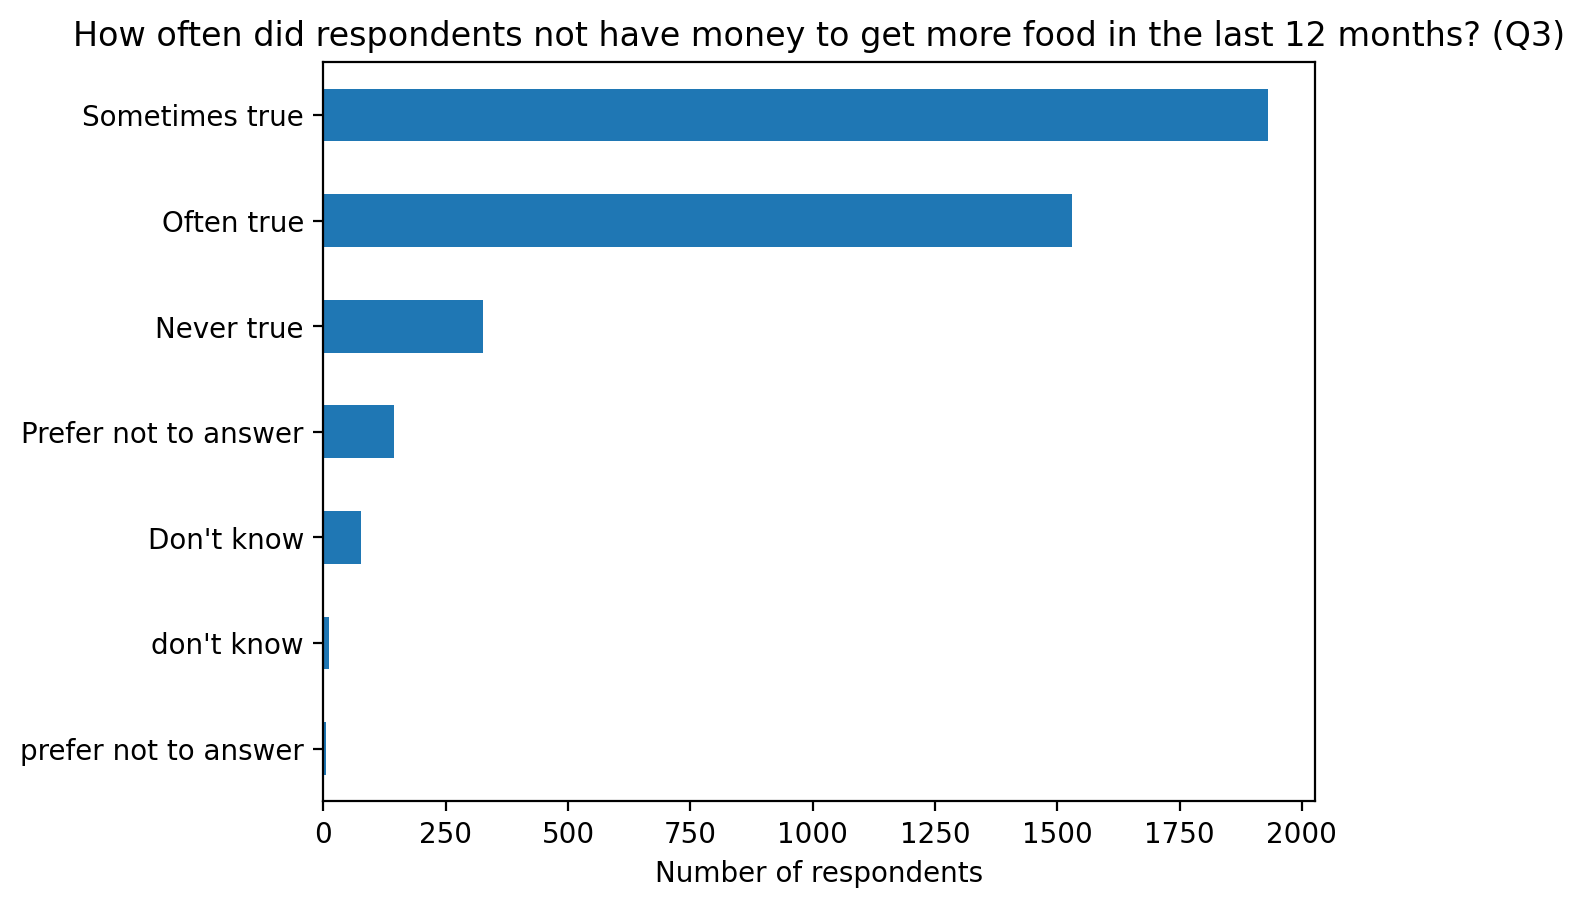 How often did respondents not have money to get more food in the last 12 months? (Q3)
Sometimes true
Often true
Never true
Prefer not to answer
Don't know
don't know
prefer not to answer
0 250 500 750 1000 1250 1500 1750 2000
Number of respondents